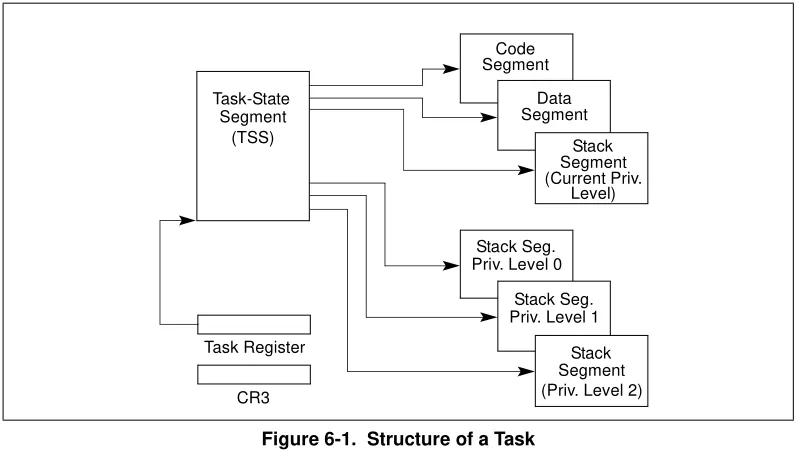 Code
Segment
Task-State
Segment
(TSS)
Data
Segment
Stack
Segment
(Current Priv.
Level)
Stack Seg.
Priv. Level 0
Stack Seg.
Priv. Level 1
Task Register
Stack
Segment
(Priv. Level 2)
CR3
Figure 6-1. Structure of a Task